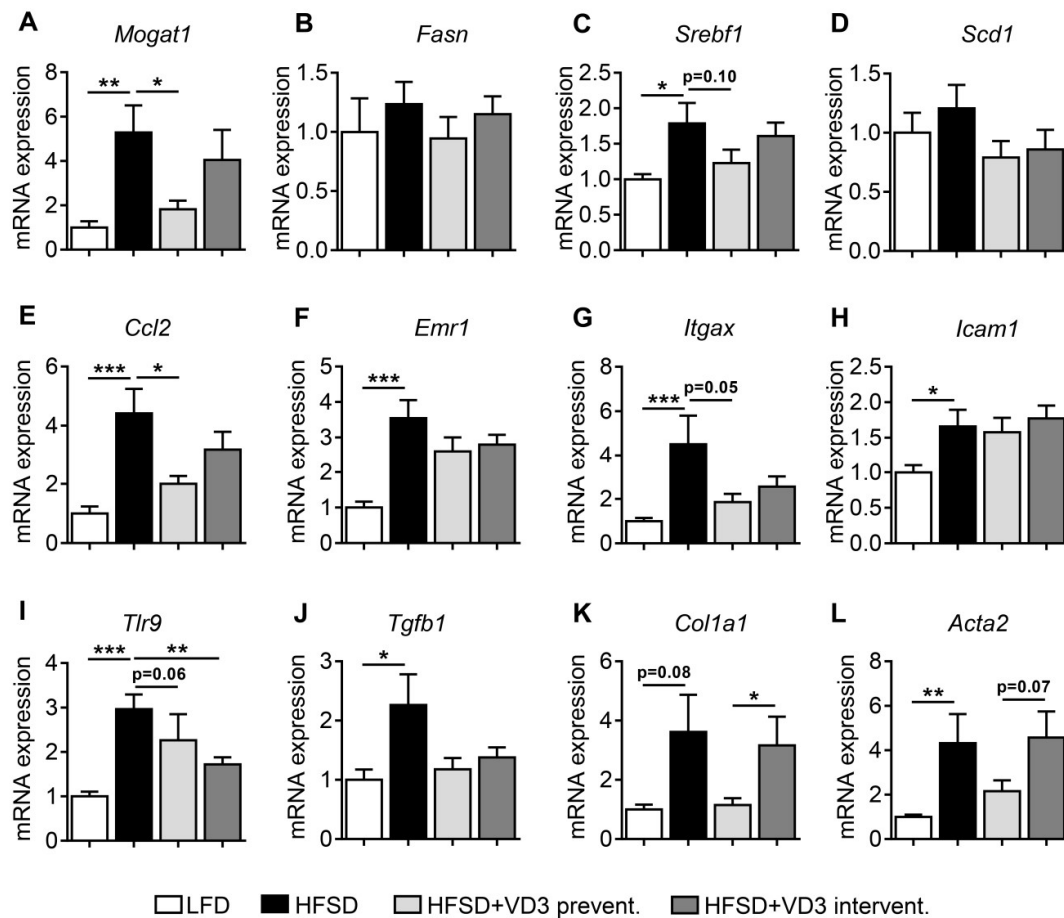 A Mogat1
mRNA expression
8
6
4
2
0
** *
B Fasn
mRNA expression
1.5
1.0
0.5
0.0
C Srebf1
mRNA expression
2.5
2.0
1.5
1.0
0.5
0.0
* p=0.10
D Scd1
mRNA expression
1.5
1.0
0.5
0.0
E Ccl2
mRNA expression
6
4
2
0
*** *
F Emr1
mRNA expression
5
4
3
2
1
0
***
G Itgax
mRNA expression
8
6
4
2
0
*** p=0.05
H Icam1
mRNA expression
2.5
2.0
1.5
1.0
0.5
0.0
*
I Tlr9
mRNA expression
4
3
2
1
0
*** **
p=0.06
J Tgfb1
mRNA expression
3
2
1
0
*
K Col1a1
mRNA expression
6
4
2
0
p=0.08
*
L Acta2
mRNA expression
8
6
4
2
0
** p=0.07
LFD HFSD HFSD+VD3 prevent. HFSD+VD3 intervent.